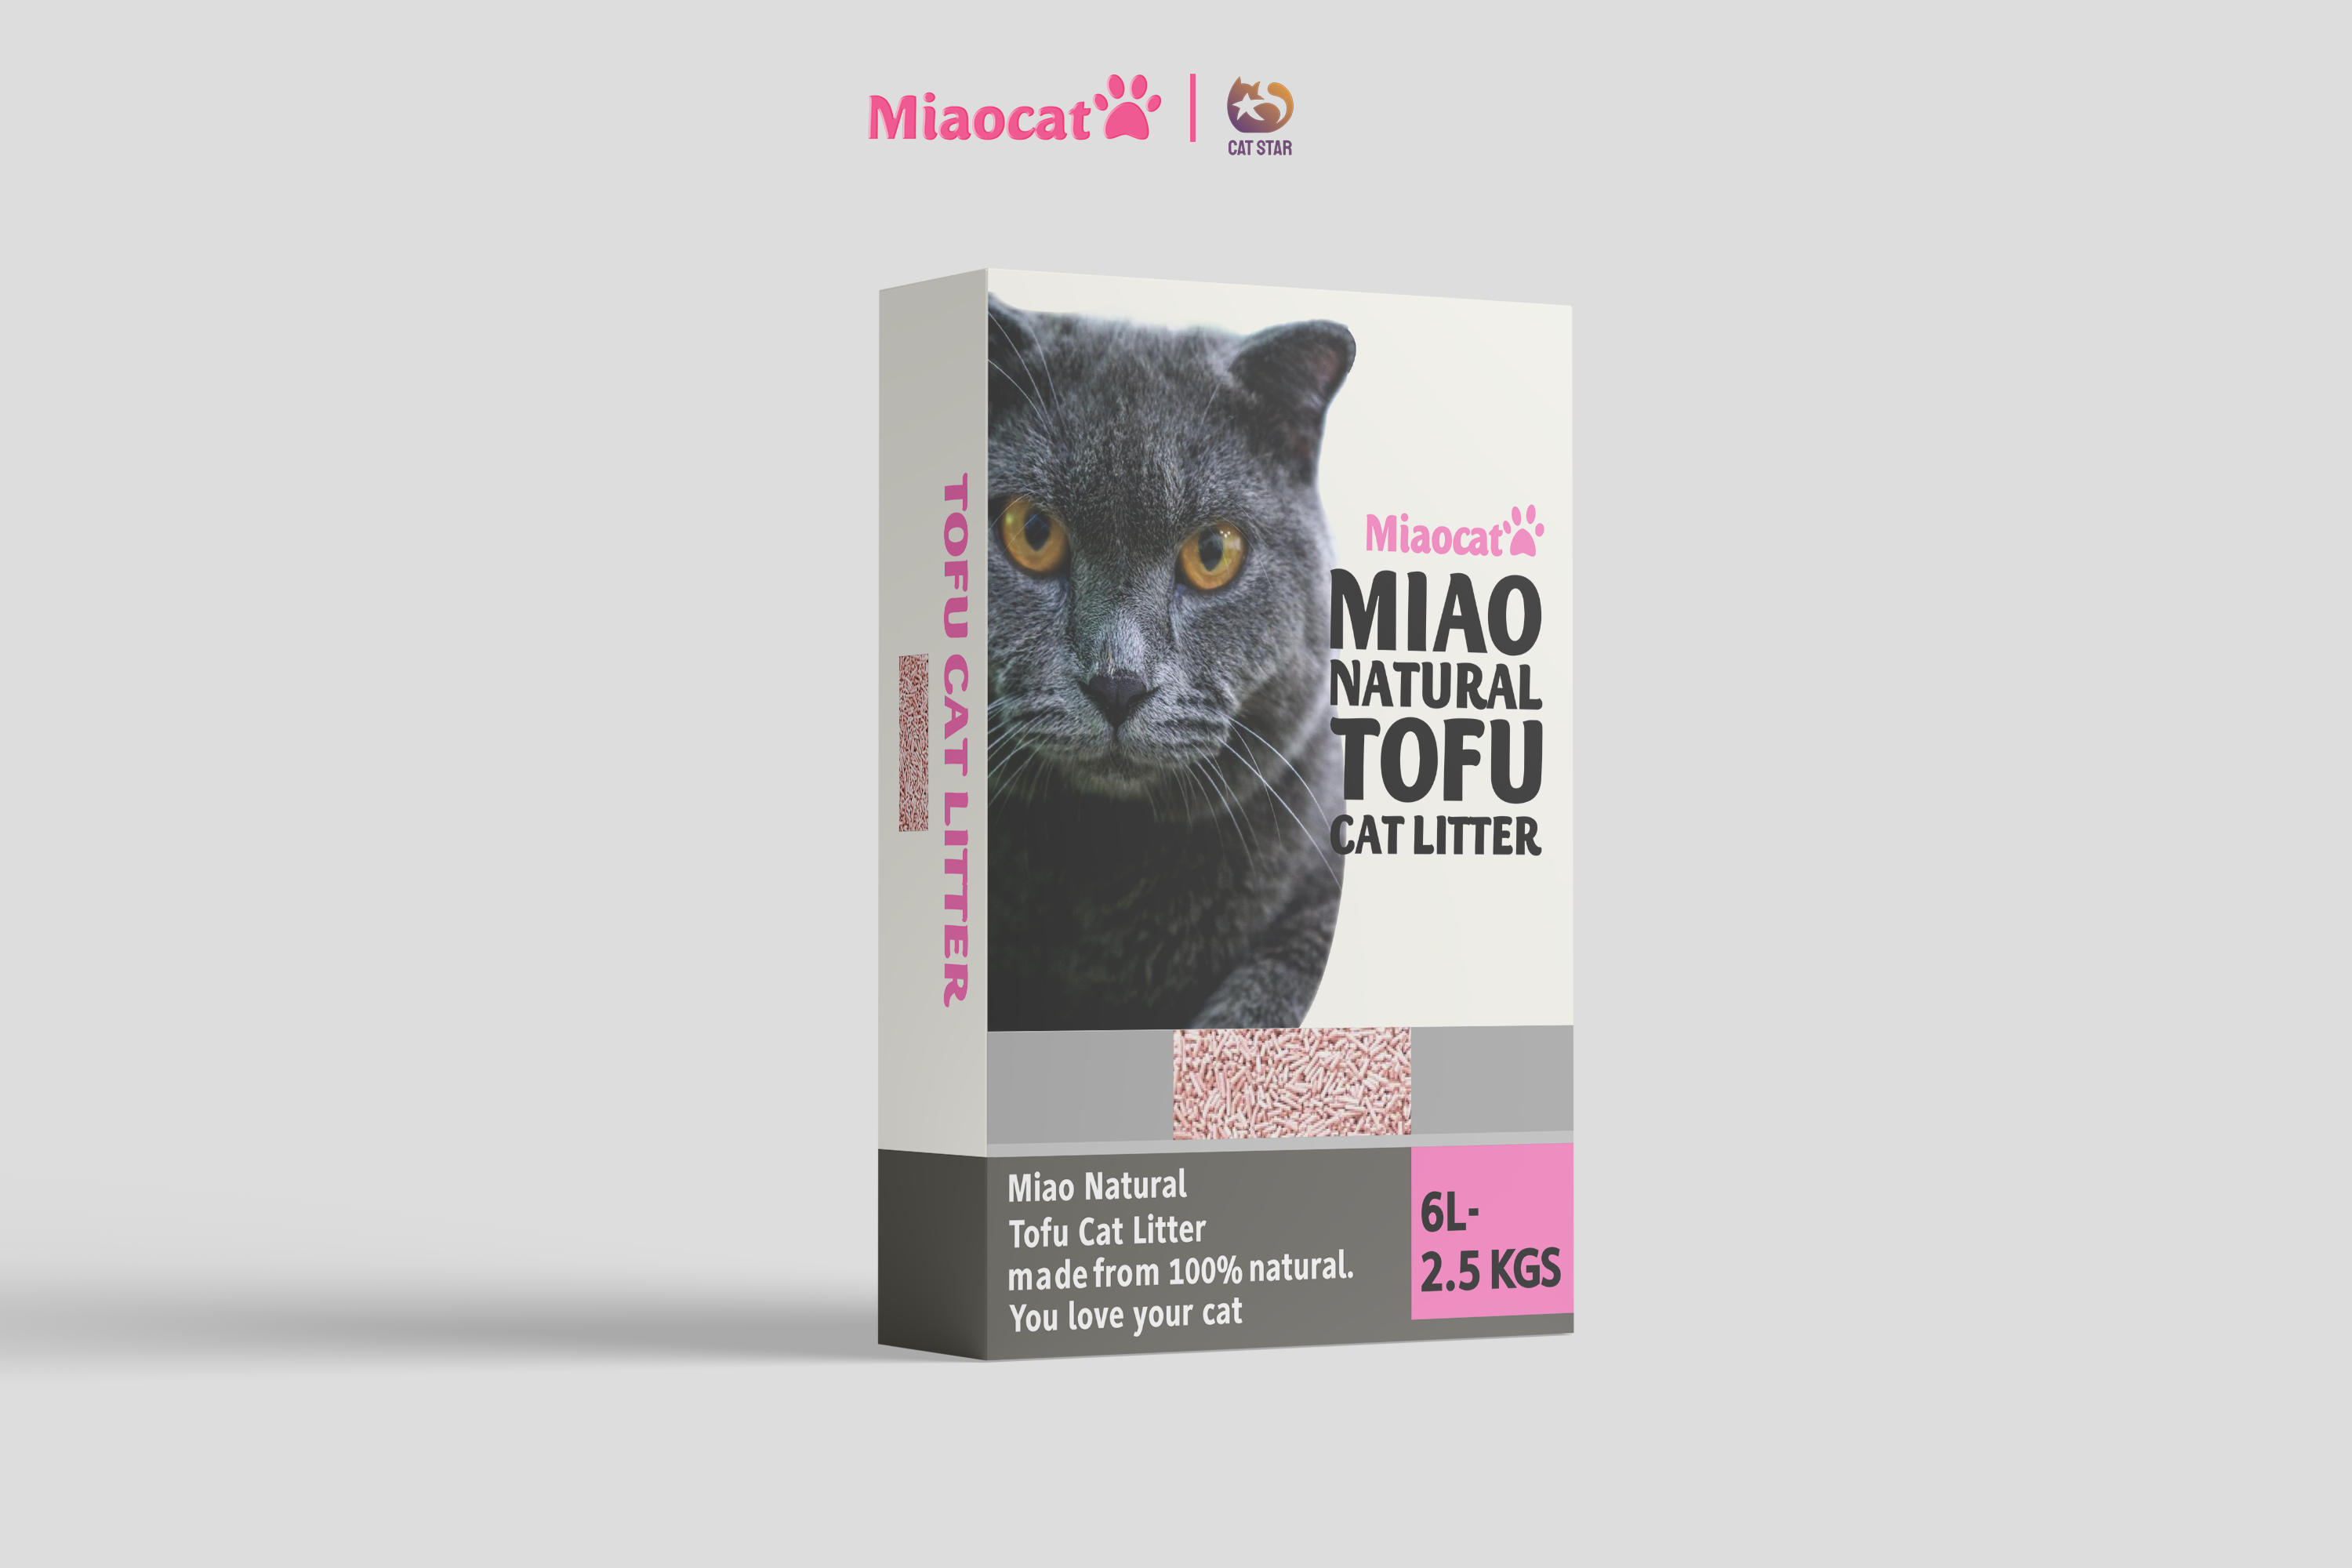 Miaocat
CAT STAR
TOFU CAT LITTER
Miaocat
MIAO
NATURAL
TOFU
CAT LITTER
Miao Natural
Tofu Cat Litter
made from 100% natural.
You love your cat
6L-
2.5 KGS